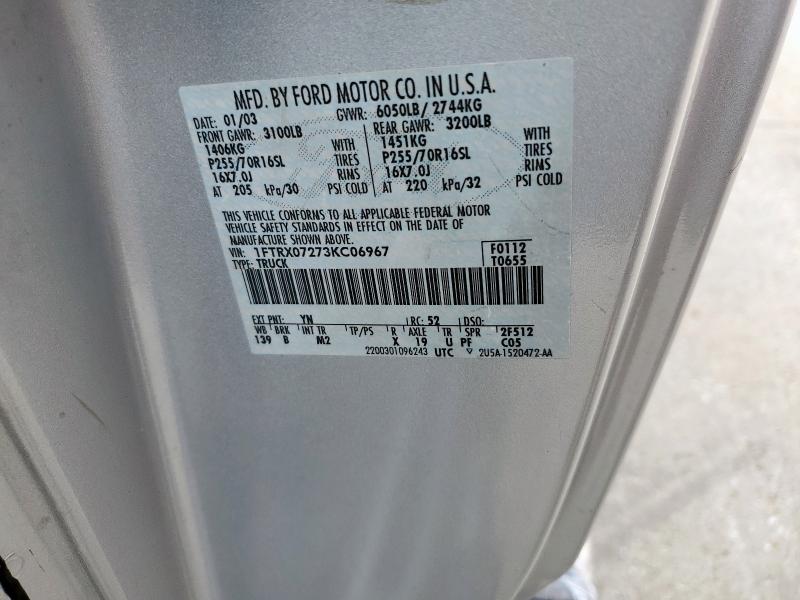 MFD. BY FORD MOTOR CO. IN U.S.A.
DATE: 01/03 GVWR: 6050LB/ 2744KG
FRONT GAWR: 3100LB REAR GAWR: 3200LB
1406KG WITH 1451KG WITH
P255/70R16SL TIRES P255/70R16SL TIRES
16X7.0J RIMS 16X7.0J RIMS
AT 205 kPa/30 PSI COLD AT 220 kPa/32 PSI COLD
THIS VEHICLE CONFORMS TO ALL APPLICABLE FEDERAL MOTOR
VEHICLE SAFETY STANDARDS IN EFFECT ON THE DATE OF
MANUFACTURE SHOWN ABOVE.
VIN: 1FTRX07273KC06967 F0112
TYPE: TRUCK T0655
EXT PNT: YN RC: 52 DSO:
WB BRK INT TR TP/PS R AXLE TR SPR 2F512
139 B M2 X 19 U PF C05
2200301096243 UTC 2U5A-1520472-AA